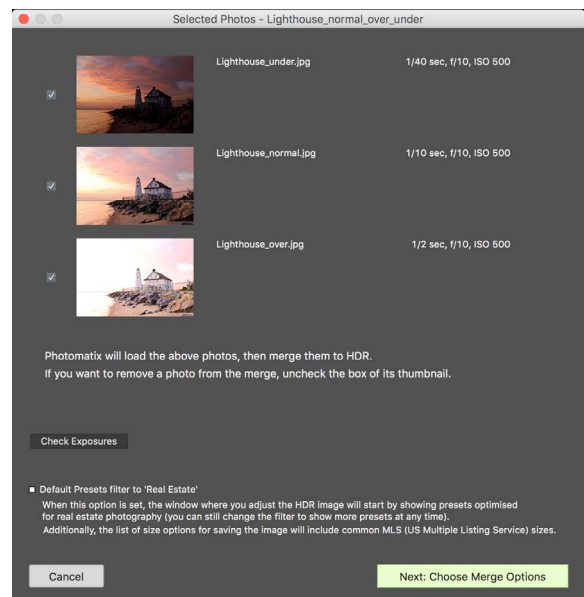 Selected Photos - Lighthouse_normal_over_under
Lighthouse_under.jpg 1/40 sec, f/10, ISO 500
Lighthouse_normal.jpg 1/10 sec, f/10, ISO 500
Lighthouse_over.jpg 1/2 sec, f/10, ISO 500
Photomatix will load the above photos, then merge them to HDR.
If you want to remove a photo from the merge, uncheck the box of its thumbnail.
Check Exposures
Default Presets filter to 'Real Estate'
When this option is set, the window where you adjust the HDR image will start by showing presets optimised
for real estate photography (you can still change the filter to show more presets at any time).
Additionally, the list of size options for saving the image will include common MLS (US Multiple Listing Service) sizes.
Cancel Next: Choose Merge Options